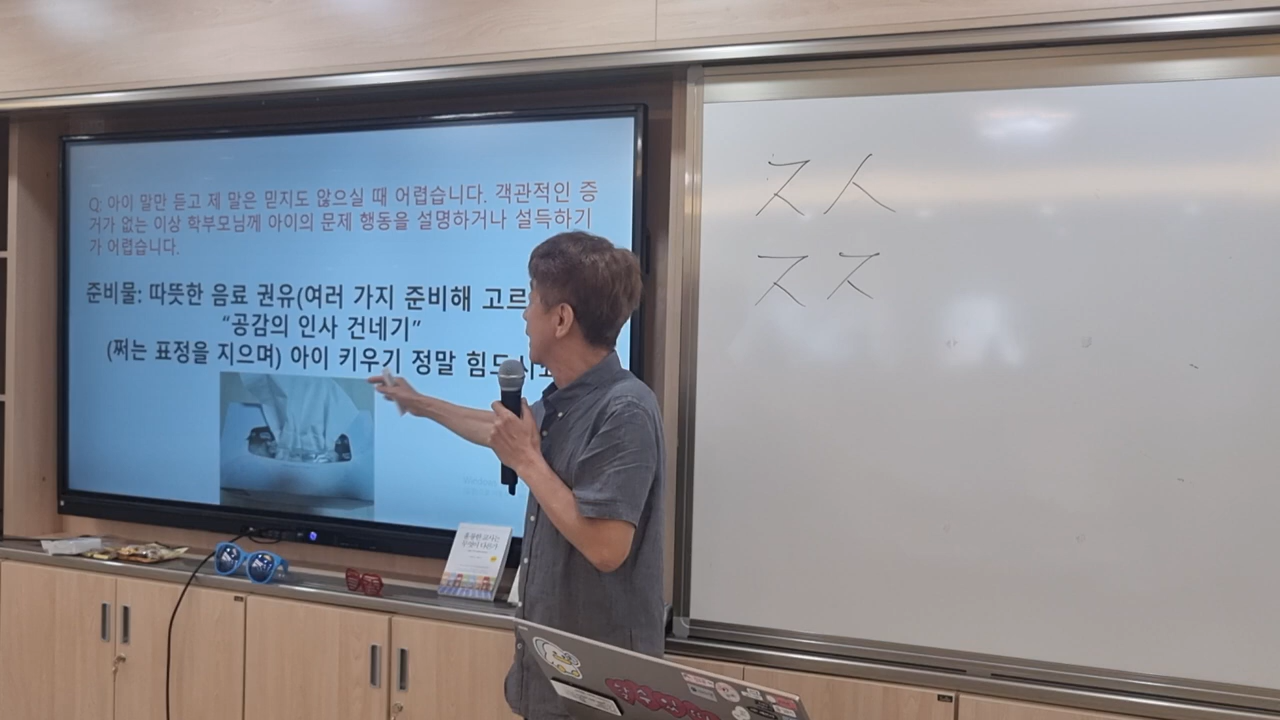 Q: 아이 말만 듣고 제 말은 믿지도 않으실 때 어렵습니다. 객관적인 증
거가 없는 이상 학부모님께 아이의 문제 행동을 설명하거나 설득하기
가 어렵습니다.
준비물: 따뜻한 음료 권유(여러 가지 준비해 고르
“공감의 인사 건네기”
(쩌는 표정을 지으며) 아이 키우기 정말 힘드시죠
ㅈㅅ
ㅈㅈ